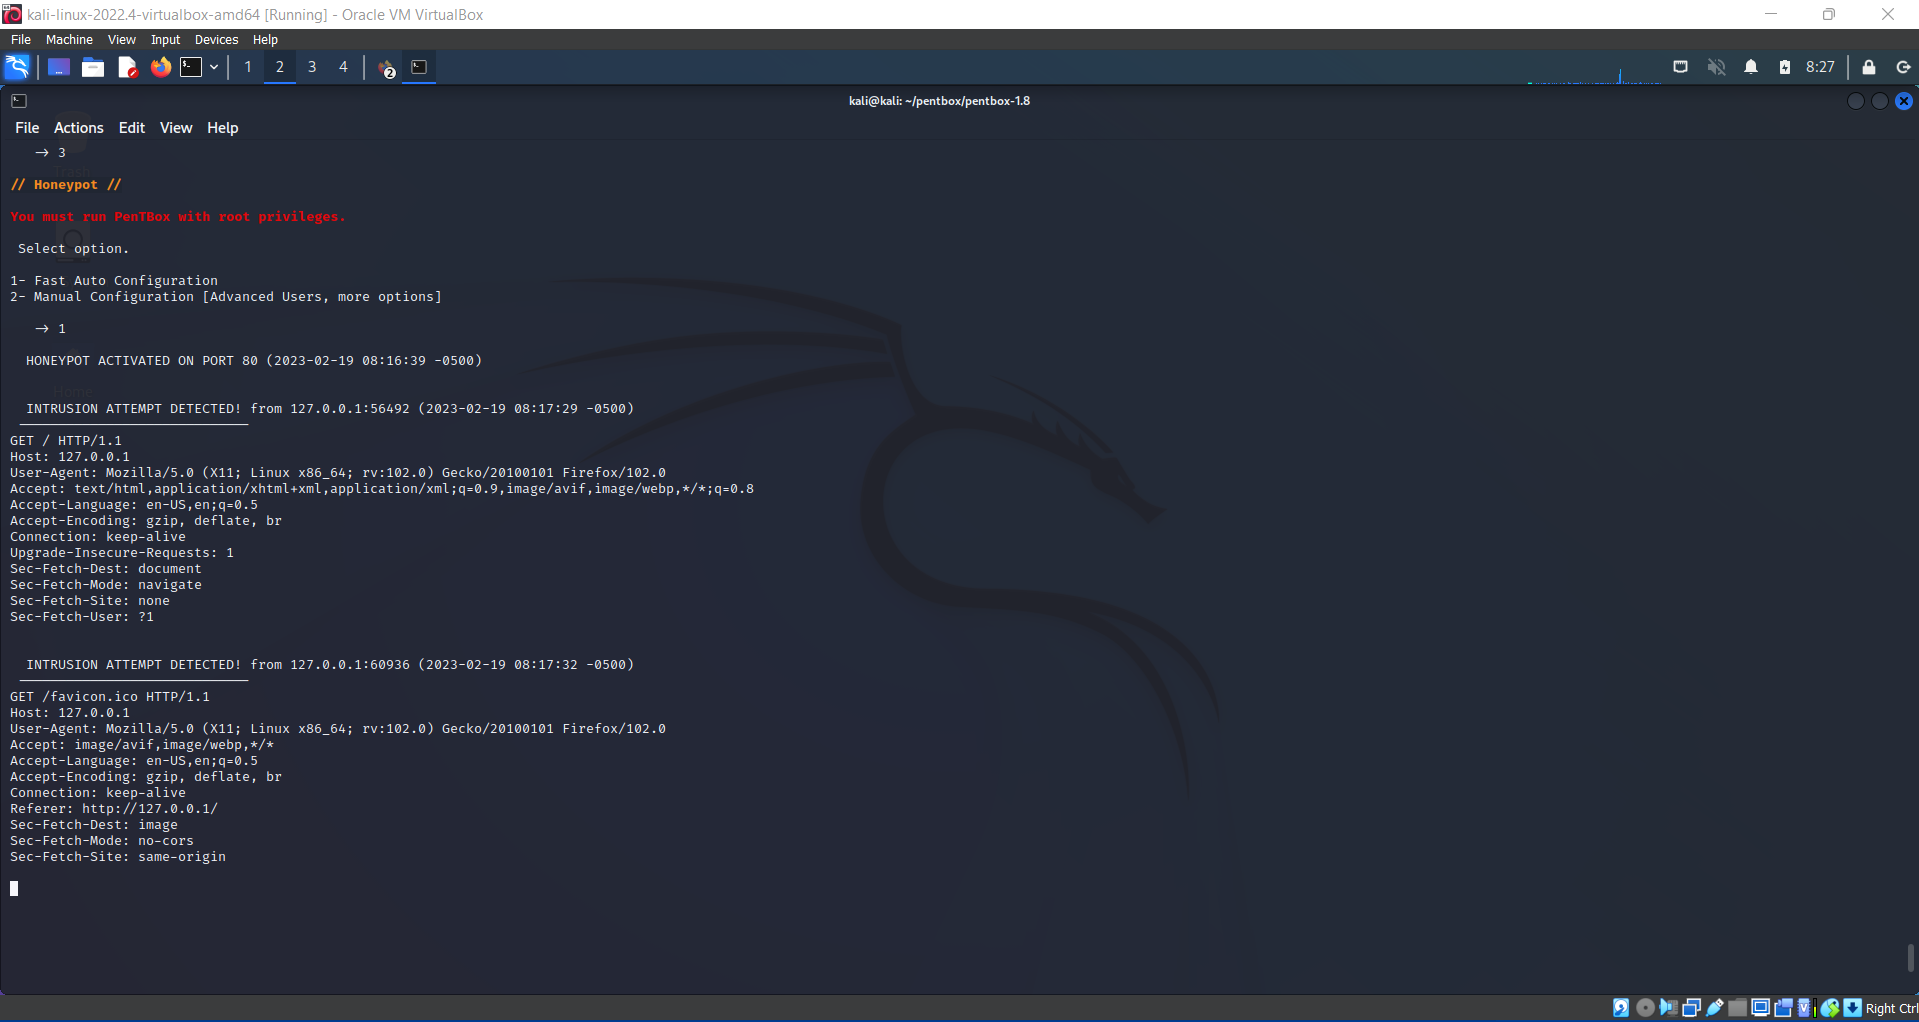 kali-linux-2022.4-virtualbox-amd64 [Running] - Oracle VM VirtualBox
File Machine View Input Devices Help
1 2 3 4 2 8:27
kali@kali: ~/pentbox/pentbox-1.8
File Actions Edit View Help
→ 3
// Honeypot //
You must run PenTBox with root privileges.
Select option.
1- Fast Auto Configuration
2- Manual Configuration [Advanced Users, more options]
→ 1
HONEYPOT ACTIVATED ON PORT 80 (2023-02-19 08:16:39 -0500)
Home
INTRUSION ATTEMPT DETECTED! from 127.0.0.1:56492 (2023-02-19 08:17:29 -0500)
GET / HTTP/1.1
Host: 127.0.0.1
User-Agent: Mozilla/5.0 (X11; Linux x86_64; rv:102.0) Gecko/20100101 Firefox/102.0
Accept: text/html,application/xhtml+xml,application/xml;q=0.9,image/avif,image/webp,*/*;q=0.8
Accept-Language: en-US,en;q=0.5
Accept-Encoding: gzip, deflate, br
Connection: keep-alive
Upgrade-Insecure-Requests: 1
Sec-Fetch-Dest: document
Sec-Fetch-Mode: navigate
Sec-Fetch-Site: none
Sec-Fetch-User: ?1
INTRUSION ATTEMPT DETECTED! from 127.0.0.1:60936 (2023-02-19 08:17:32 -0500)
GET /favicon.ico HTTP/1.1
Host: 127.0.0.1
User-Agent: Mozilla/5.0 (X11; Linux x86_64; rv:102.0) Gecko/20100101 Firefox/102.0
Accept: image/avif,image/webp,*/*
Accept-Language: en-US,en;q=0.5
Accept-Encoding: gzip, deflate, br
Connection: keep-alive
Referer: http://127.0.0.1/
Sec-Fetch-Dest: image
Sec-Fetch-Mode: no-cors
Sec-Fetch-Site: same-origin
Right Ctrl